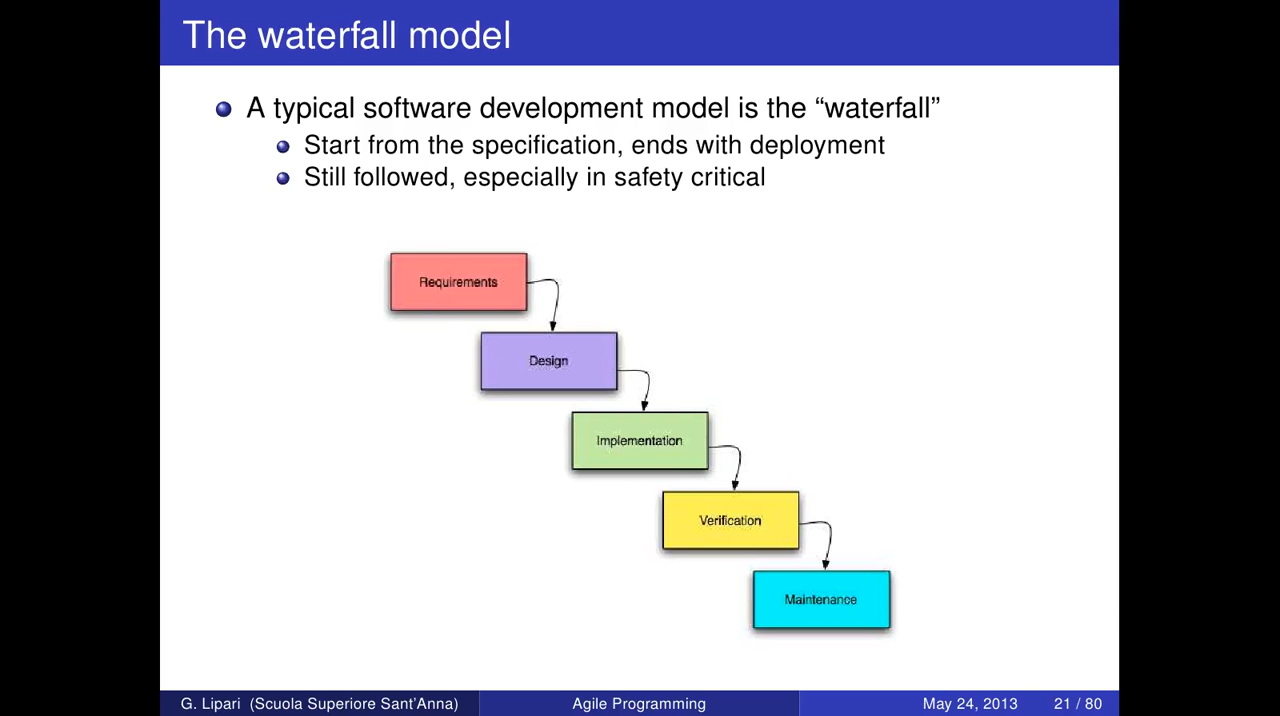 The waterfall model
A typical software development model is the “waterfall”
Start from the specification, ends with deployment
Still followed, especially in safety critical
Requirements
Design
Implementation
Verification
Maintenance
G. Lipari (Scuola Superiore Sant’Anna) Agile Programming May 24, 2013 21 / 80